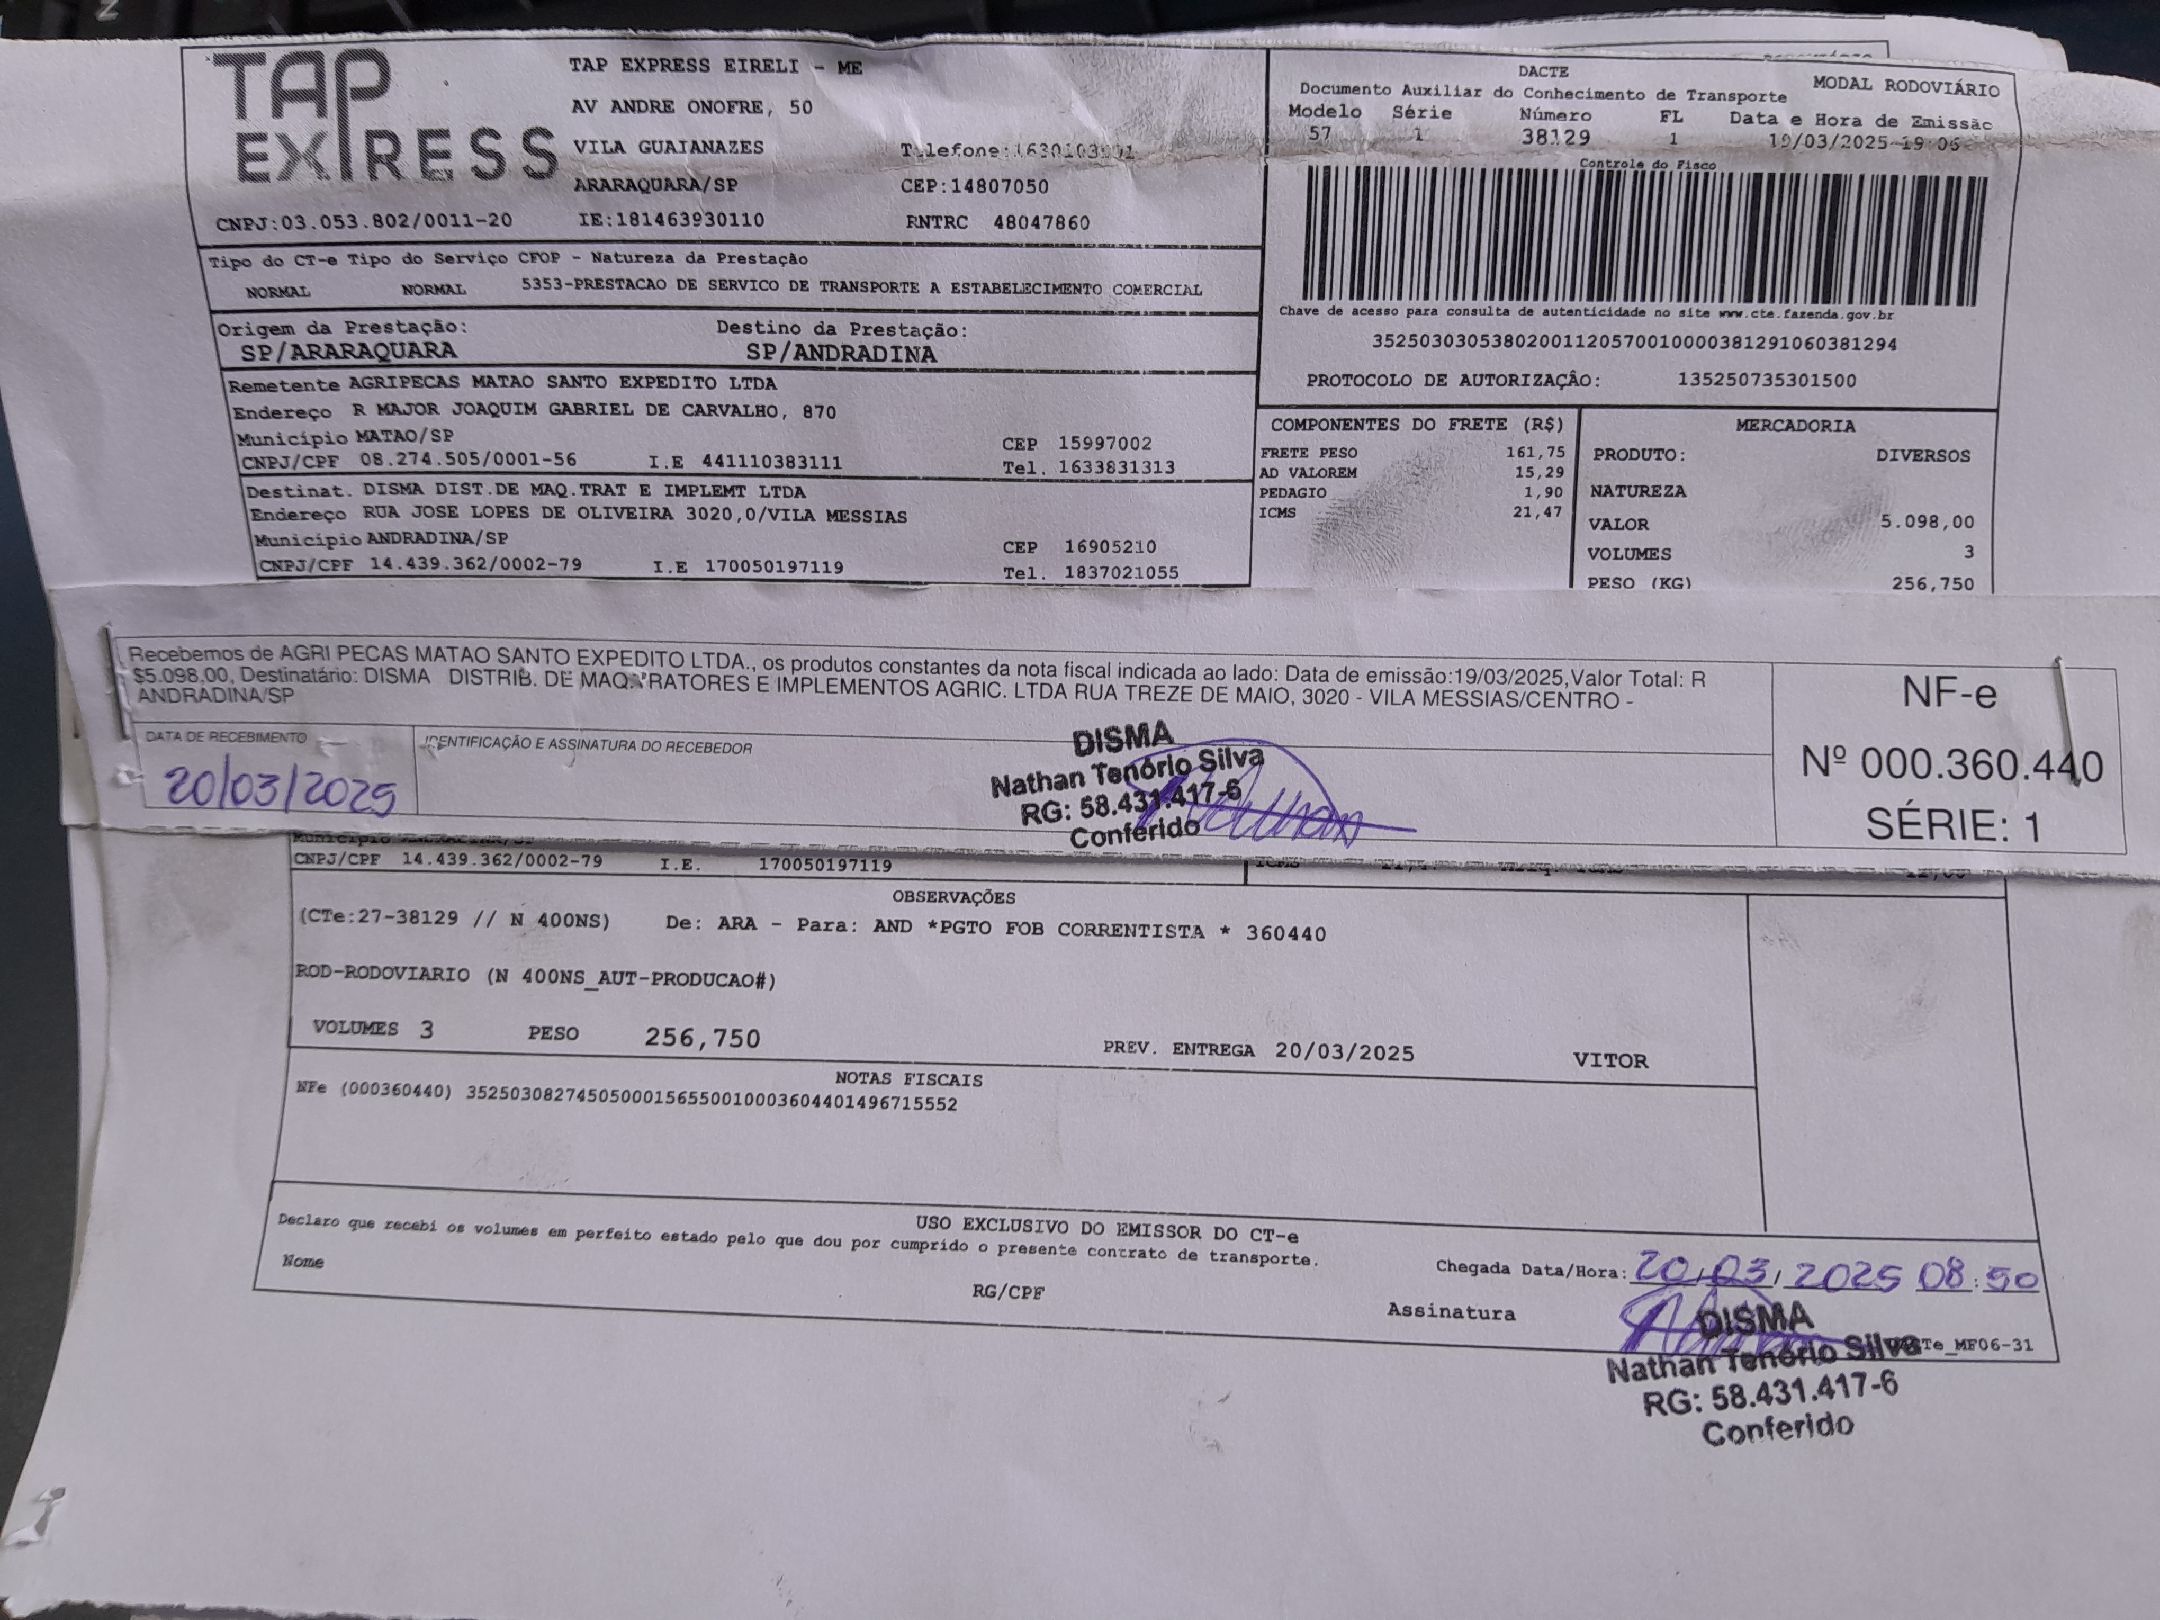 TAP
EXPRESS
TAP EXPRESS EIRELI - ME
AV ANDRE ONOFRE, 50
VILA GUAIANAZES
ARARAQUARA/SP CEP:14807050
CNPJ:03.053.802/0011-20 IE:181463930110 RNTRC 48047860
DACTE MODAL RODOVIÁRIO
Documento Auxiliar do Conhecimento de Transporte
Modelo Série Número FL Data e Hora de Emissão
57 1 38129 1 19/03/2025-19:06
Controle do Fisco
Chave de acesso para consulta de autenticidade no site www.cte.fazenda.gov.br
35250303053802001120570010000381291060381294
PROTOCOLO DE AUTORIZAÇÃO: 135250735301500
Tipo do CT-e Tipo do Serviço CFOP - Natureza da Prestação
NORMAL NORMAL 5353-PRESTACAO DE SERVICO DE TRANSPORTE A ESTABELECIMENTO COMERCIAL
Origem da Prestação: Destino da Prestação:
SP/ARARAQUARA SP/ANDRADINA
Remetente AGRIPECAS MATAO SANTO EXPEDITO LTDA
Endereço R MAJOR JOAQUIM GABRIEL DE CARVALHO, 870
Município MATAO/SP CEP 15997002
CNPJ/CPF 08.274.505/0001-56 I.E 441110383111 Tel. 1633831313
Destinat. DISMA DIST.DE MAQ.TRAT E IMPLEMT LTDA
Endereço RUA JOSE LOPES DE OLIVEIRA 3020,0/VILA MESSIAS
Município ANDRADINA/SP CEP 16905210
CNPJ/CPF 14.439.362/0002-79 I.E 170050197119 Tel. 1837021055
COMPONENTES DO FRETE (R$)
FRETE PESO 161,75
AD VALOREM 15,29
PEDAGIO 1,90
ICMS 21,47
MERCADORIA
PRODUTO: DIVERSOS
NATUREZA
VALOR 5.098,00
VOLUMES 3
PESO (KG) 256,750
Recebemos de AGRI PECAS MATAO SANTO EXPEDITO LTDA., os produtos constantes da nota fiscal indicada ao lado: Data de emissão:19/03/2025,Valor Total: R
$5.098,00, Destinatário: DISMA DISTRIB. DE MAQ. RATORES E IMPLEMENTOS AGRIC. LTDA RUA TREZE DE MAIO, 3020 - VILA MESSIAS/CENTRO -
ANDRADINA/SP
DATA DE RECEBIMENTO IDENTIFICAÇÃO E ASSINATURA DO RECEBEDOR
20/03/2025
DISMA
Nathan Tenório Silva
RG: 58.431.417-6
Conferido
NF-e
Nº 000.360.440
SÉRIE: 1
CNPJ/CPF 14.439.362/0002-79 I.E. 170050197119
OBSERVAÇÕES
(CTe:27-38129 // N 400NS) De: ARA - Para: AND *PGTO FOB CORRENTISTA * 360440
ROD-RODOVIARIO (N 400NS_AUT-PRODUCAO#)
VOLUMES 3 PESO 256,750
PREV. ENTREGA 20/03/2025 VITOR
NOTAS FISCAIS
NFe (000360440) 35250308274505000156550010003604401496715552
USO EXCLUSIVO DO EMISSOR DO CT-e
Declaro que recebi os volumes em perfeito estado pelo que dou por cumprido o presente contrato de transporte.
Nome RG/CPF
Chegada Data/Hora: 20/03/2025 08:50
Assinatura
DISMA
Nathan Tenório Silva
RG: 58.431.417-6
Conferido
Te_MF06-31